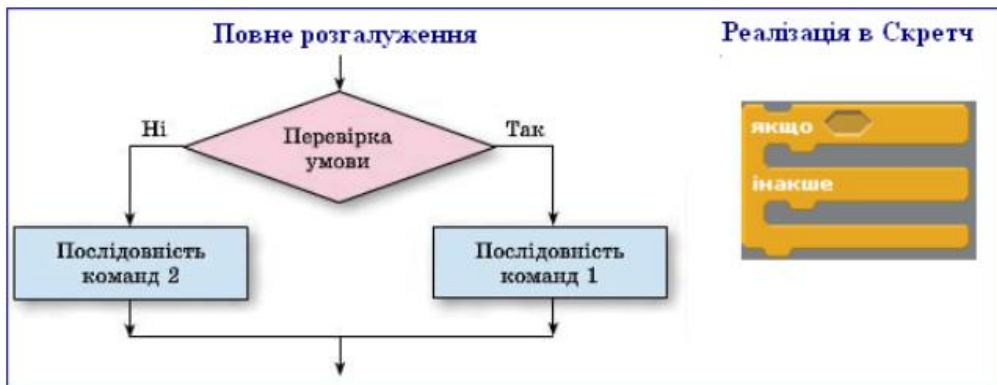 Повне розгалуження
Реалізація в Скретч
Ні
Перевірка
умови
Так
якщо
інакше
Послідовність
команд 2
Послідовність
команд 1